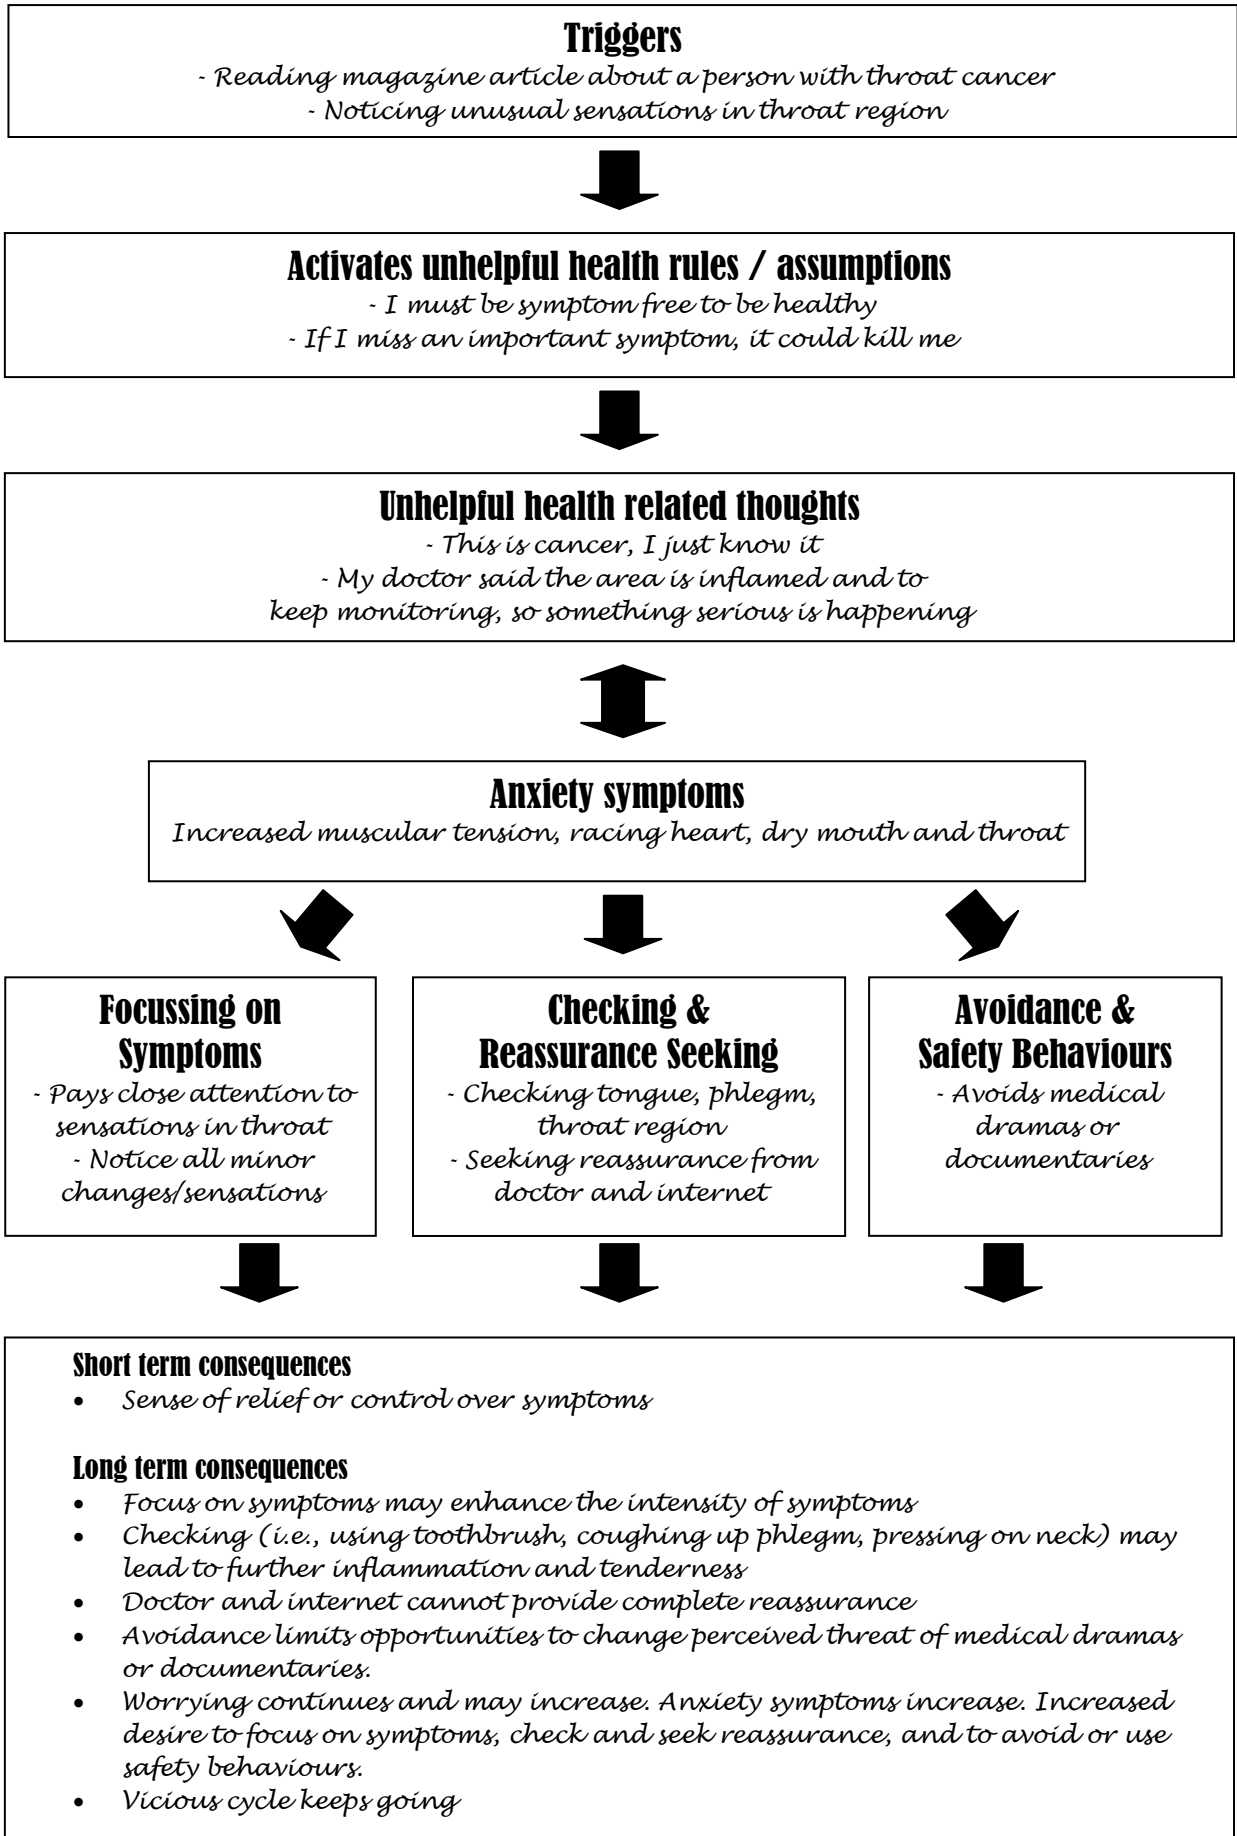 Triggers
- Reading magazine article about a person with throat cancer
- Noticing unusual sensations in throat region
Activates unhelpful health rules / assumptions
- I must be symptom free to be healthy
- If I miss an important symptom, it could kill me
Unhelpful health related thoughts
- This is cancer, I just know it
- My doctor said the area is inflamed and to
keep monitoring, so something serious is happening
Anxiety symptoms
Increased muscular tension, racing heart, dry mouth and throat
Focussing on
Symptoms
- Pays close attention to
sensations in throat
- Notice all minor
changes/sensations
Checking &
Reassurance Seeking
- Checking tongue, phlegm,
throat region
- Seeking reassurance from
doctor and internet
Avoidance &
Safety Behaviours
- Avoids medical
dramas or
documentaries
Short term consequences
• Sense of relief or control over symptoms
Long term consequences
• Focus on symptoms may enhance the intensity of symptoms
• Checking (i.e., using toothbrush, coughing up phlegm, pressing on neck) may
lead to further inflammation and tenderness
• Doctor and internet cannot provide complete reassurance
• Avoidance limits opportunities to change perceived threat of medical dramas
or documentaries.
• Worrying continues and may increase. Anxiety symptoms increase. Increased
desire to focus on symptoms, check and seek reassurance, and to avoid or use
safety behaviours.
• Vicious cycle keeps going